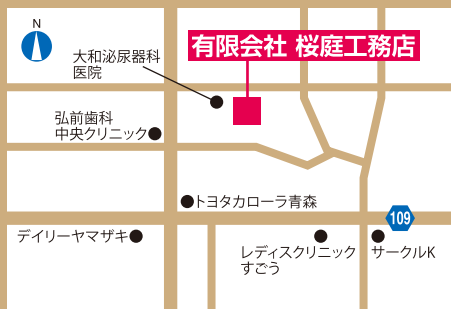 N
有限会社 桜庭工務店
大和泌尿器科
医院
弘前歯科
中央クリニック
トヨタカローラ青森
109
デイリーヤマザキ
レディスクリニック
すごう
サークルK